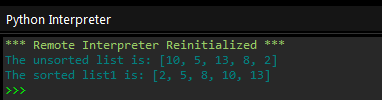 Python Interpreter
*** Remote Interpreter Reinitialized ***
The unsorted list is: [10, 5, 13, 8, 2]
The sorted list1 is: [2, 5, 8, 10, 13]
>>>